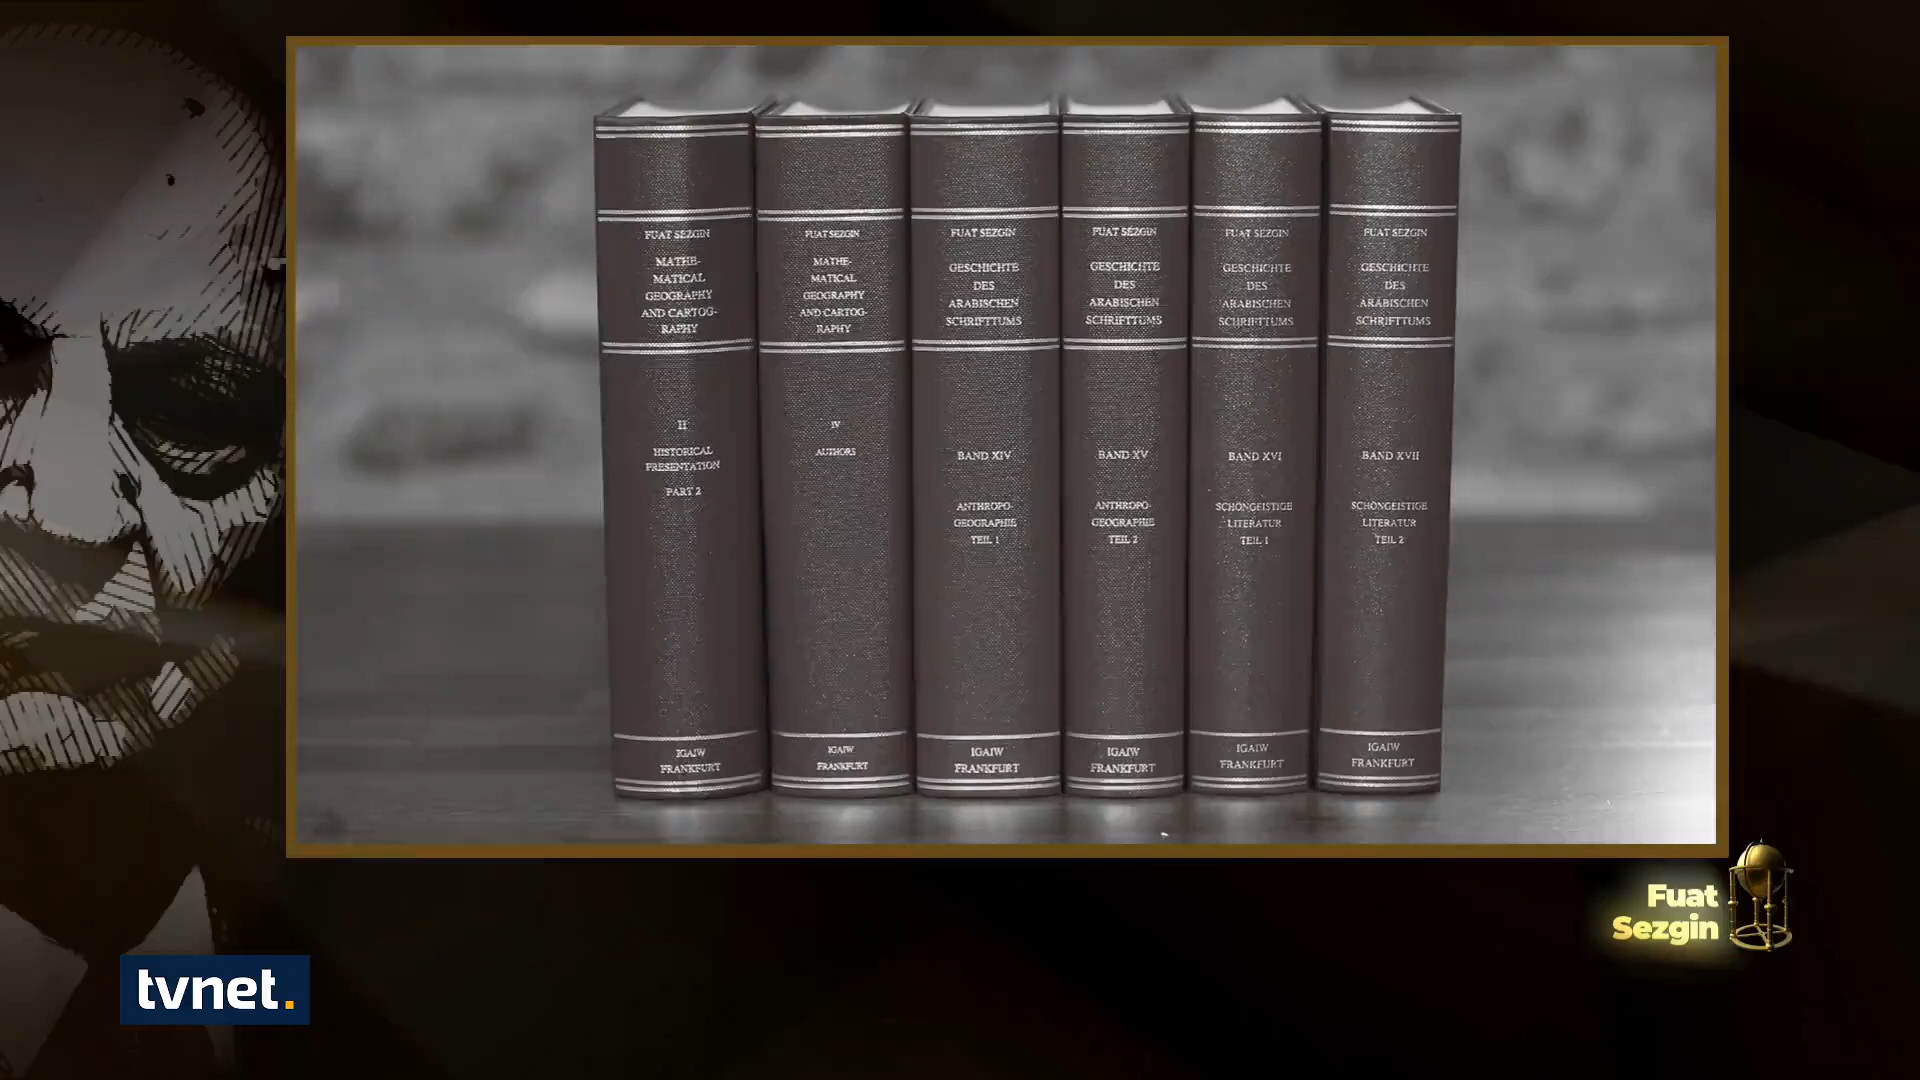 FUAT SEZGIN
MATHE-
MATICAL
GEOGRAPHY
AND CARTOG-
RAPHY
II
HISTORICAL
PRESENTATION
PART 2
IGAIW
FRANKFURT
FUAT SEZGIN
MATHE-
MATICAL
GEOGRAPHY
AND CARTOG-
RAPHY
IV
AUTHORS
IGAIW
FRANKFURT
FUAT SEZGIN
GESCHICHTE
DES
ARABISCHEN
SCHRIFTTUMS
BAND XIV
ANTHROPO-
GEOGRAPHIE
TEIL 1
IGAIW
FRANKFURT
FUAT SEZGIN
GESCHICHTE
DES
ARABISCHEN
SCHRIFTTUMS
BAND XV
ANTHROPO-
GEOGRAPHIE
TEIL 2
IGAIW
FRANKFURT
FUAT SEZGIN
GESCHICHTE
DES
ARABISCHEN
SCHRIFTTUMS
BAND XVI
SCHÖNGEISTIGE
LITERATUR
TEIL 1
IGAIW
FRANKFURT
FUAT SEZGIN
GESCHICHTE
DES
ARABISCHEN
SCHRIFTTUMS
BAND XVII
SCHÖNGEISTIGE
LITERATUR
TEIL 2
IGAIW
FRANKFURT
Fuat
Sezgin
tvnet.